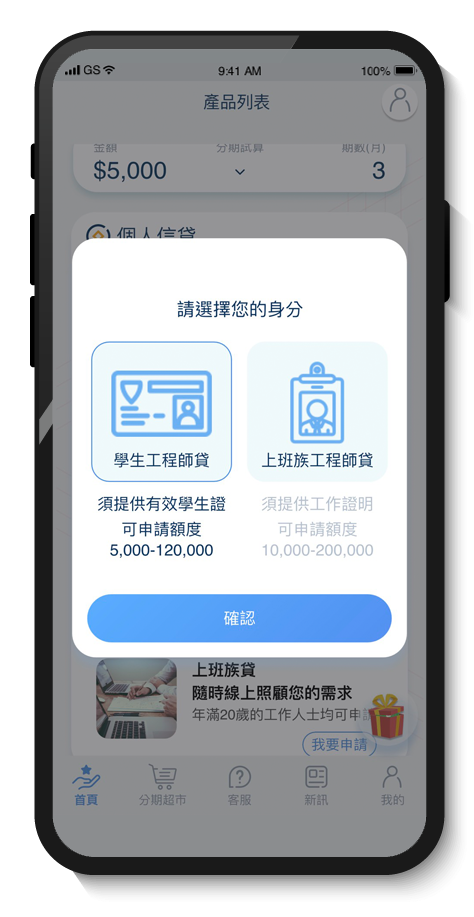 GS 9:41 AM 100%
產品列表
金額 分期試算 期數(月)
$5,000 3
個人信貸
請選擇您的身分
學生工程師貸 上班族工程師貸
須提供有效學生證 須提供工作證明
可申請額度 可申請額度
5,000-120,000 10,000-200,000
確認
上班族貸
隨時線上照顧您的需求
年滿20歲的工作人士均可申
我要申請
首頁 分期超市 客服 新訊 我的